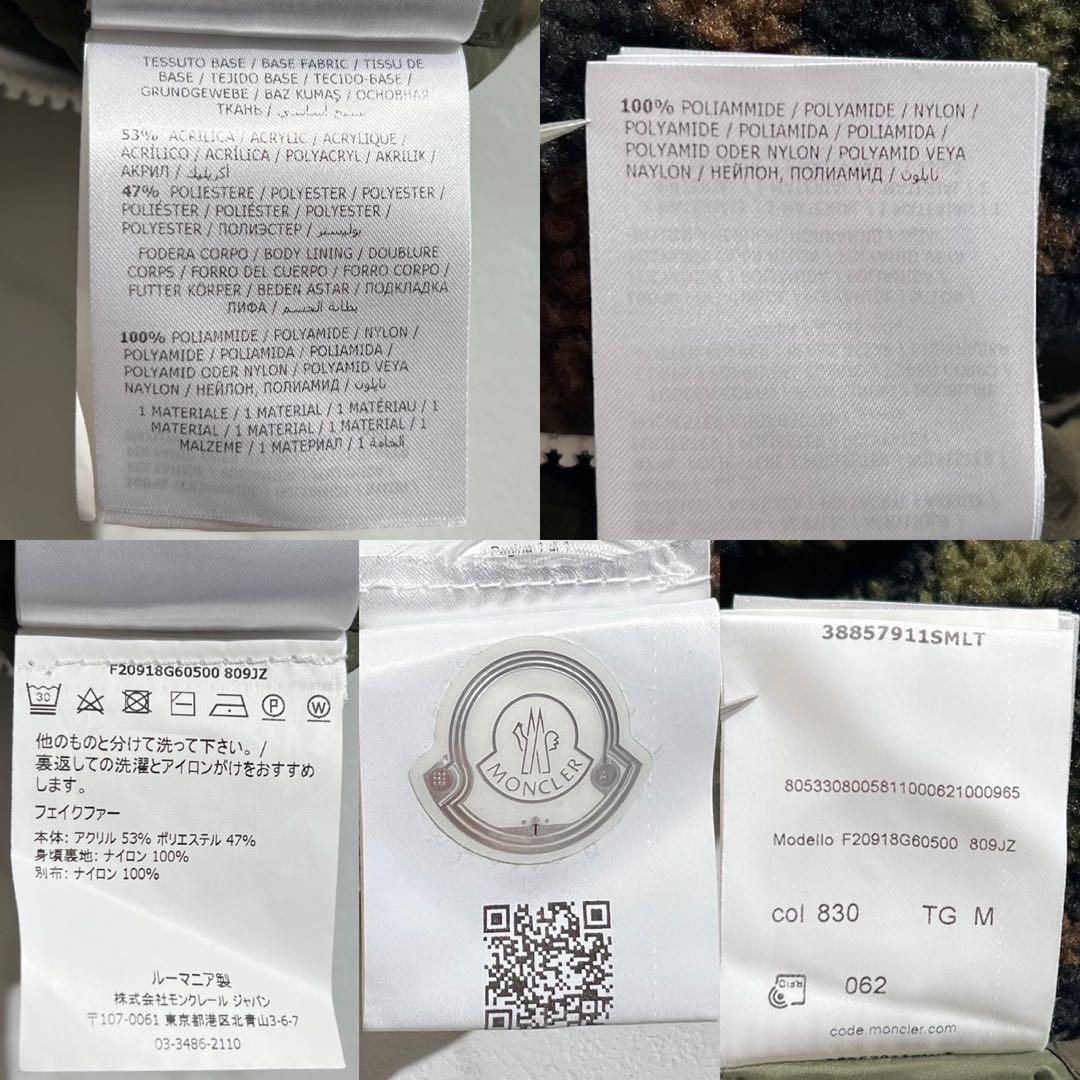 TESSUTO BASE / BASE FABRIC / TISSU DE
BASE / TEJIDO BASE / TECIDO-BASE /
GRUNDGEWEBE / BAZ KUMAŞ / ОСНОВНАЯ
ТКАНЬ / نسيج أساسي /
53% ACRILICA / ACRYLIC / ACRYLIQUE /
ACRÍLICO / ACRÍLICA / POLYACRYL / AKRILIK /
АКРИЛ / أكريليك
47% POLIESTERE / POLYESTER / POLYESTER /
POLIÉSTER / POLIÉSTER / POLYESTER /
POLYESTER / ПОЛИЭСТЕР / بوليستر
FODERA CORPO / BODY LINING / DOUBLURE
CORPS / FORRO DEL CUERPO / FORRO CORPO /
FUTTER KÖRPER / BEDEN ASTAR / ПОДКЛАДКА
ЛИФА / بطانة الجسم
100% POLIAMMIDE / POLYAMIDE / NYLON /
POLYAMIDE / POLIAMIDA / POLIAMIDA /
POLYAMID ODER NYLON / POLYAMID VEYA
NAYLON / НЕЙЛОН, ПОЛИАМИД / نايلون
1 MATERIALE / 1 MATERIAL / 1 MATÉRIAU / 1
MATERIAL / 1 MATERIAL / 1 MATERIAL / 1
MALZEME / 1 МАТЕРИАЛ / 1 الخامة
100% POLIAMMIDE / POLYAMIDE / NYLON /
POLYAMIDE / POLIAMIDA / POLIAMIDA /
POLYAMID ODER NYLON / POLYAMID VEYA
NAYLON / НЕЙЛОН, ПОЛИАМИД / نايلون
F20918G60500 809JZ
30
P
W
他のものと分けて洗って下さい。/
裏返しての洗濯とアイロンがけをおすすめ
します。
フェイクファー
本体: アクリル 53% ポリエステル 47%
身頃裏地: ナイロン 100%
別布: ナイロン 100%
ルーマニア製
株式会社モンクレール ジャパン
〒107-0061 東京都港区北青山3-6-7
03-3486-2110
Pagina 1 di
MONCLER
38857911SMLT
8053308005811000621000965
Modello F20918G60500 809JZ
col 830 TG M
RFID
062
code.moncler.com